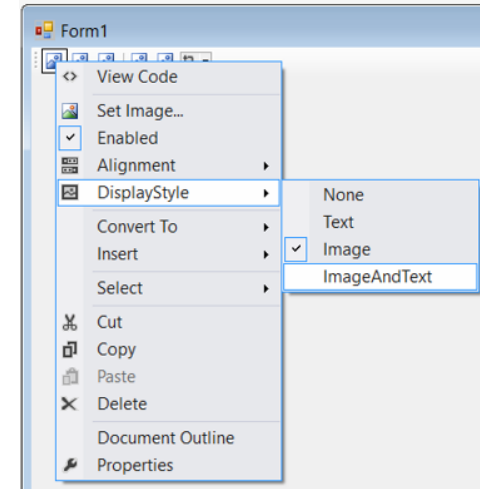 Form1
View Code
Set Image...
Enabled
Alignment
DisplayStyle
None
Text
Image
ImageAndText
Convert To
Insert
Select
Cut
Copy
Paste
Delete
Document Outline
Properties